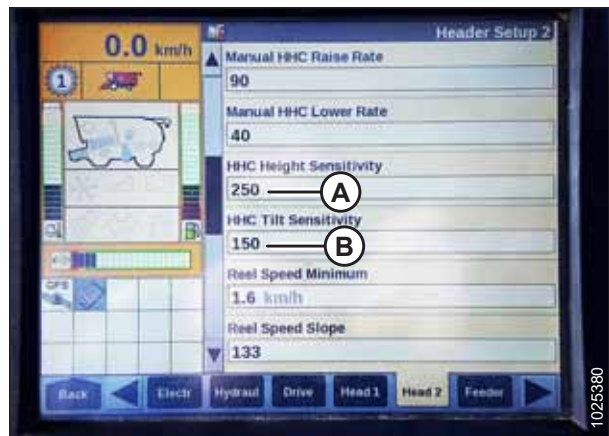 Header Setup 2
0.0 km/h
1
Manual HHC Raise Rate
90
Manual HHC Lower Rate
40
HHC Height Sensitivity
250
A
HHC Tilt Sensitivity
150
B
Reel Speed Minimum
1.6 km/h
Reel Speed Slope
133
GPS
Back Electr Hydraul Drive Head 1 Head 2 Feeder
1025380